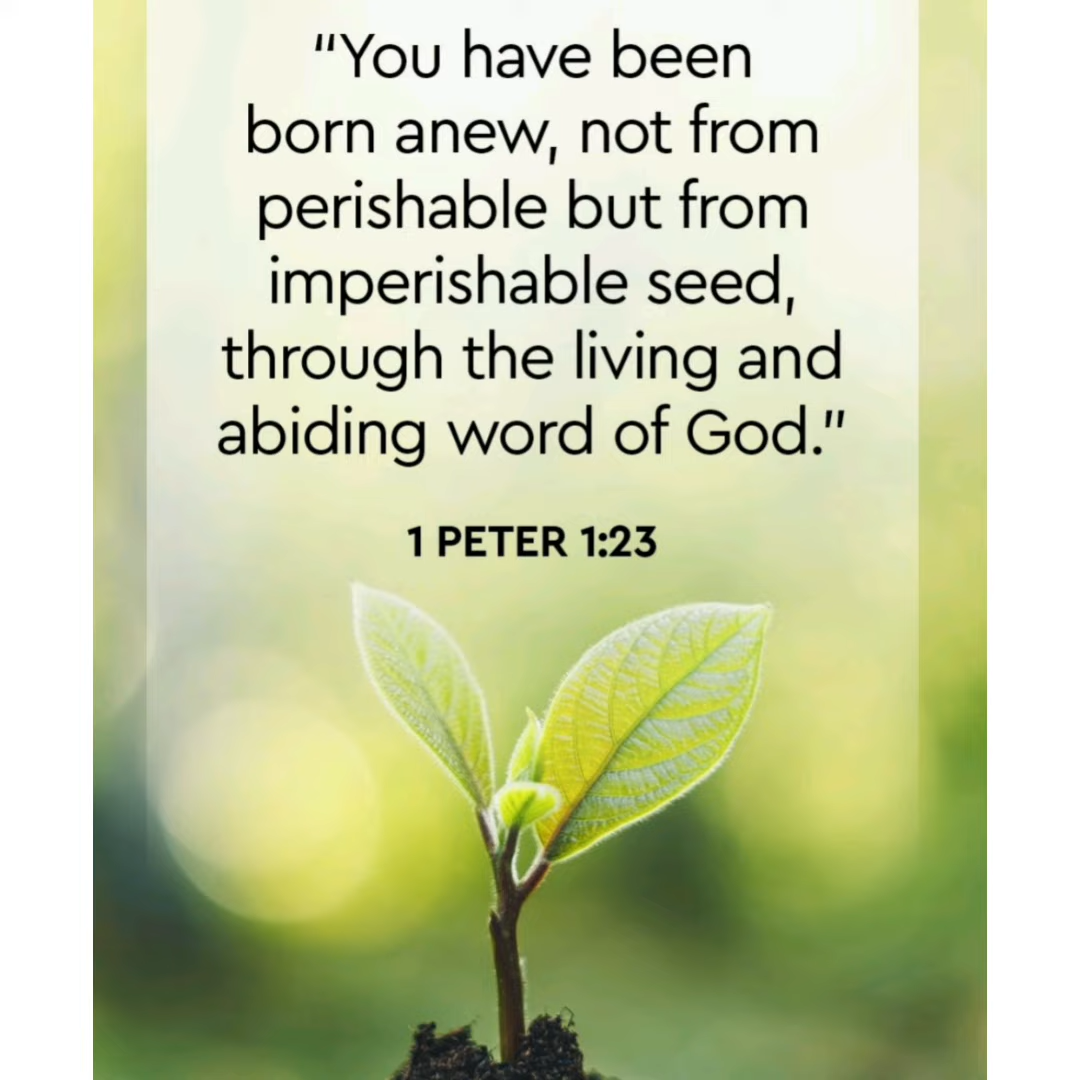 “You have been
born anew, not from
perishable but from
imperishable seed,
through the living and
abiding word of God.”
1 PETER 1:23